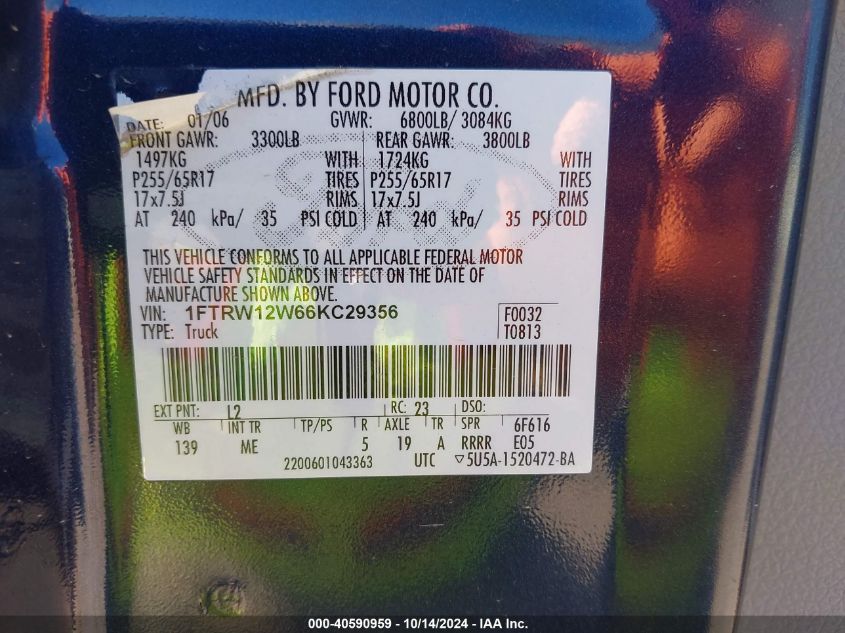 MFD. BY FORD MOTOR CO.
DATE: 01/06 GVWR: 6800LB/ 3084KG
FRONT GAWR: 3300LB REAR GAWR: 3800LB
1497KG WITH 1724KG WITH
P255/65R17 TIRES P255/65R17 TIRES
17x7.5J RIMS 17x7.5J RIMS
AT 240 kPa/ 35 PSI COLD AT 240 kPa/ 35 PSI COLD
THIS VEHICLE CONFORMS TO ALL APPLICABLE FEDERAL MOTOR
VEHICLE SAFETY STANDARDS IN EFFECT ON THE DATE OF
MANUFACTURE SHOWN ABOVE.
VIN: 1FTRW12W66KC29356 F0032
TYPE: Truck T0813
EXT PNT: L2 RC: 23 DSO:
WB INT TR TP/PS R AXLE TR SPR 6F616
139 ME 5 19 A RRRR E05
2200601043363 UTC ▽5U5A-1520472-BA
000-40590959 - 10/14/2024 - IAA Inc.